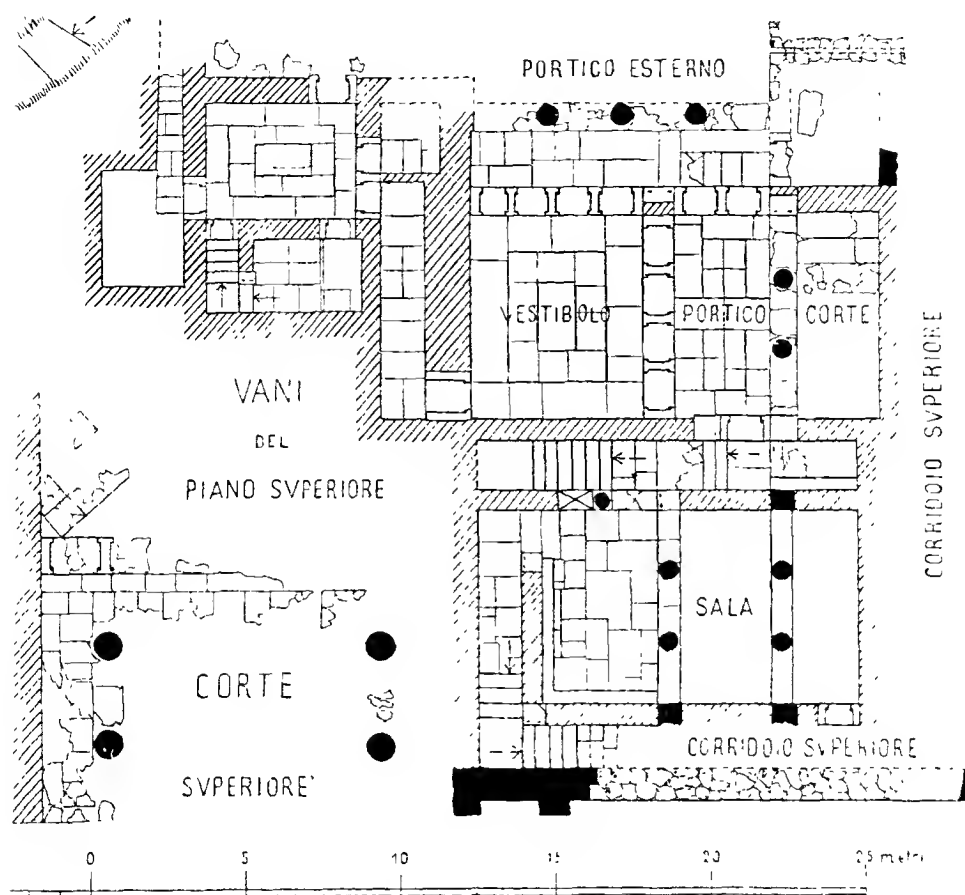 PORTICO ESTERNO
VESTIBOLO
PORTICO
CORTE
CORRIDOIO SVPERIORE
VANI
DEL
PIANO SVPERIORE
SALA
CORTE
SVPERIORE
CORRIDOIO SVPERIORE
0 5 10 15 20 25 metri